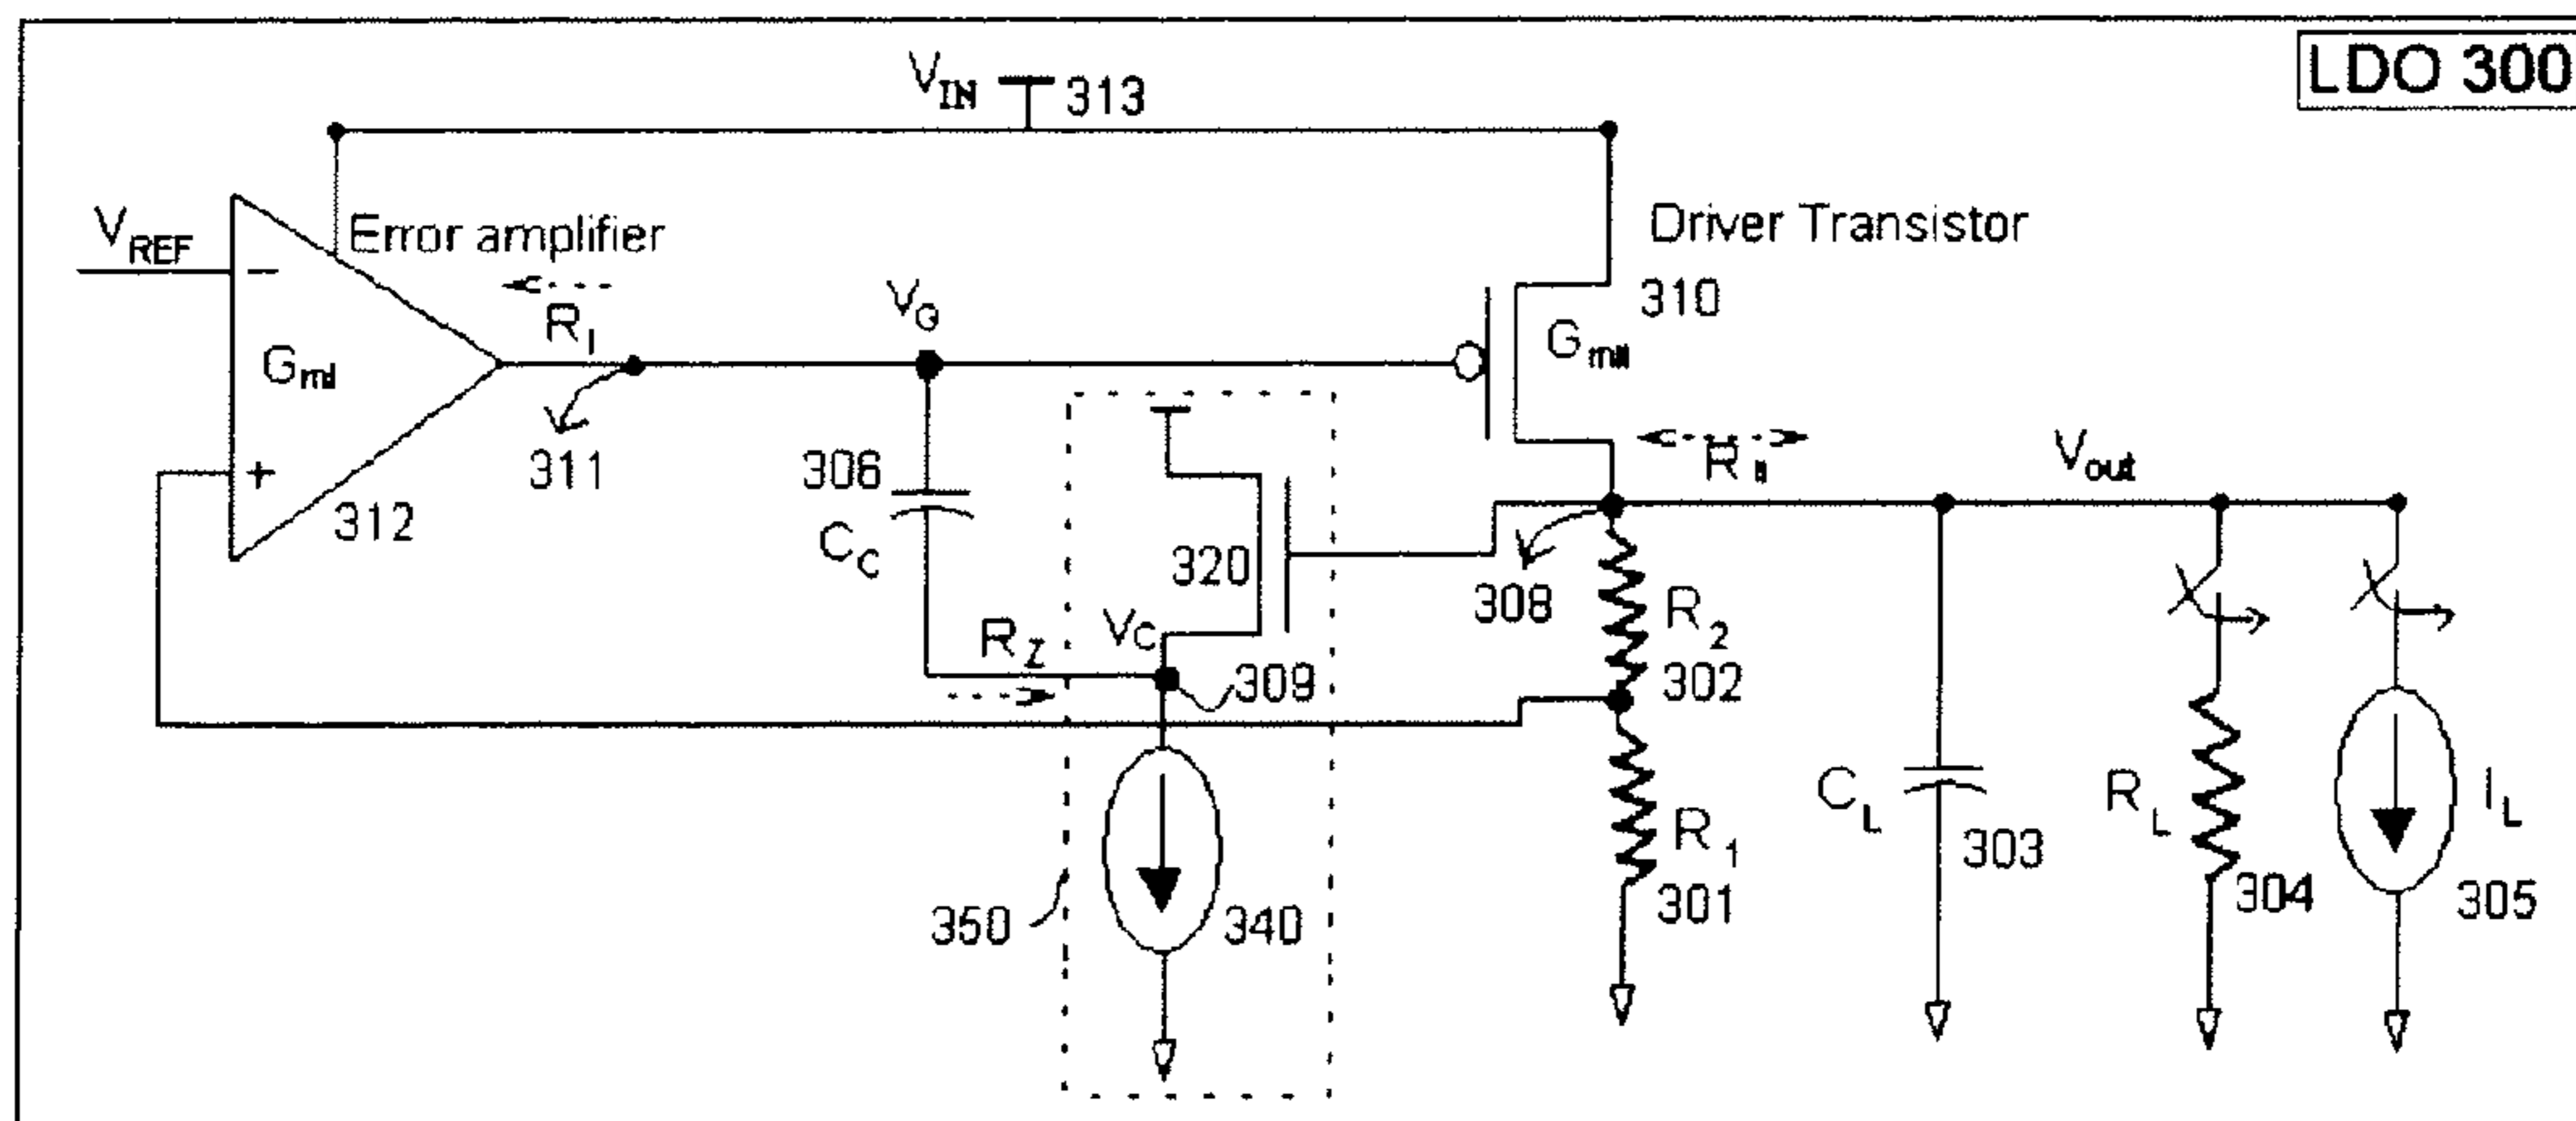 LDO 300
VIN
313
VREF
Error amplifier
Driver Transistor
310
RI
VG
GmI
GmII
311
306
RII
Vout
312
CC
320
308
R2
302
RZ
VC
309
CL
303
R1
301
RL
304
IL
305
350
340
−
+